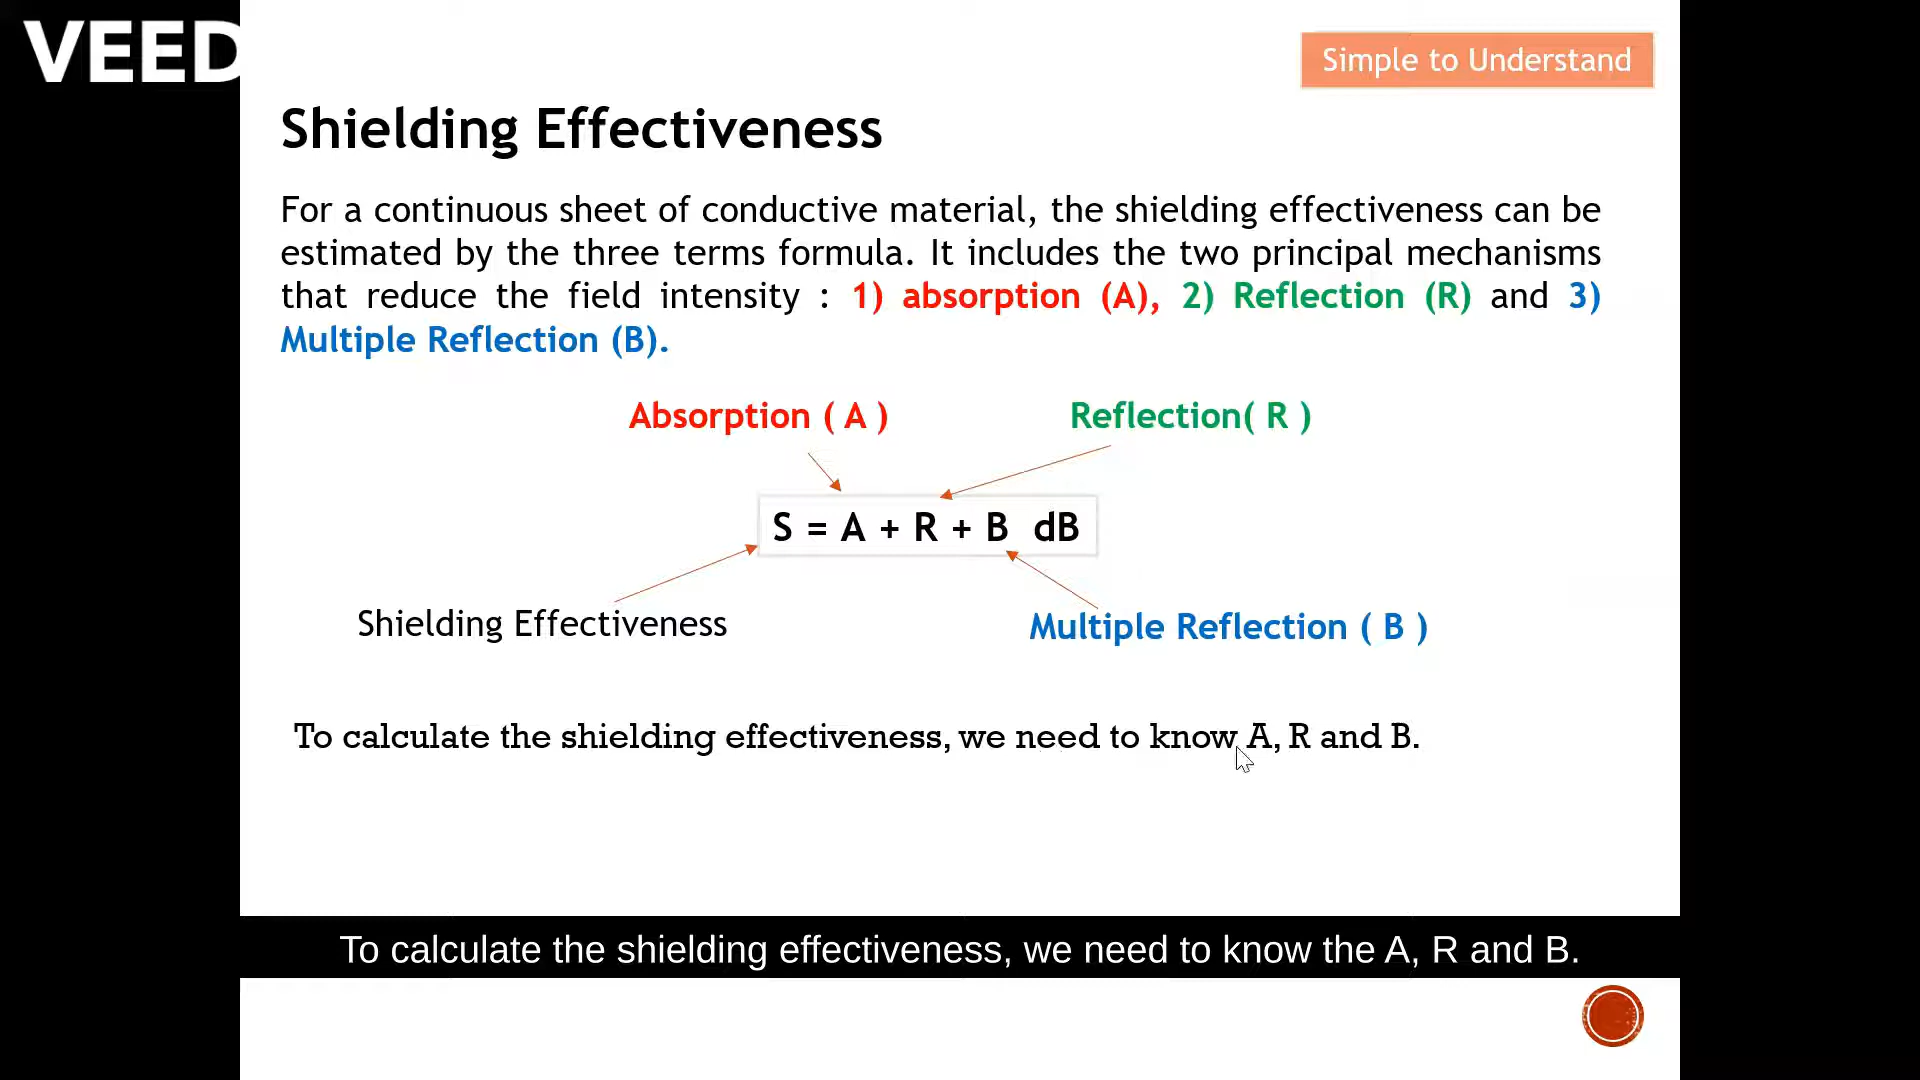 VEED
Simple to Understand
Shielding Effectiveness
For a continuous sheet of conductive material, the shielding effectiveness can be
estimated by the three terms formula. It includes the two principal mechanisms
that reduce the field intensity : 1) absorption (A), 2) Reflection (R) and 3)
Multiple Reflection (B).
Absorption ( A )
Reflection( R )
S = A + R + B dB
Shielding Effectiveness
Multiple Reflection ( B )
To calculate the shielding effectiveness, we need to know A, R and B.
To calculate the shielding effectiveness, we need to know the A, R and B.